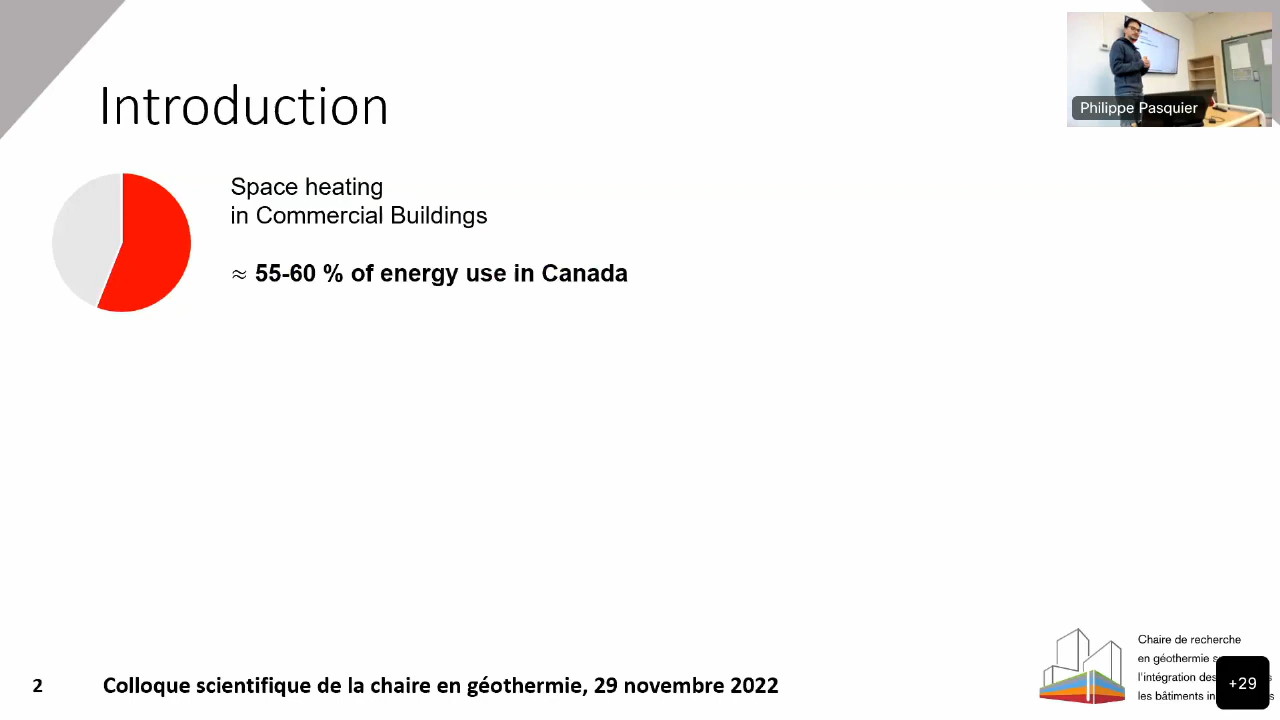 Introduction
Philippe Pasquier
Space heating
in Commercial Buildings
≈ 55-60 % of energy use in Canada
2
Colloque scientifique de la chaire en géothermie, 29 novembre 2022
Chaire de recherche
en géothermie
l'intégration des
les bâtiments
+29